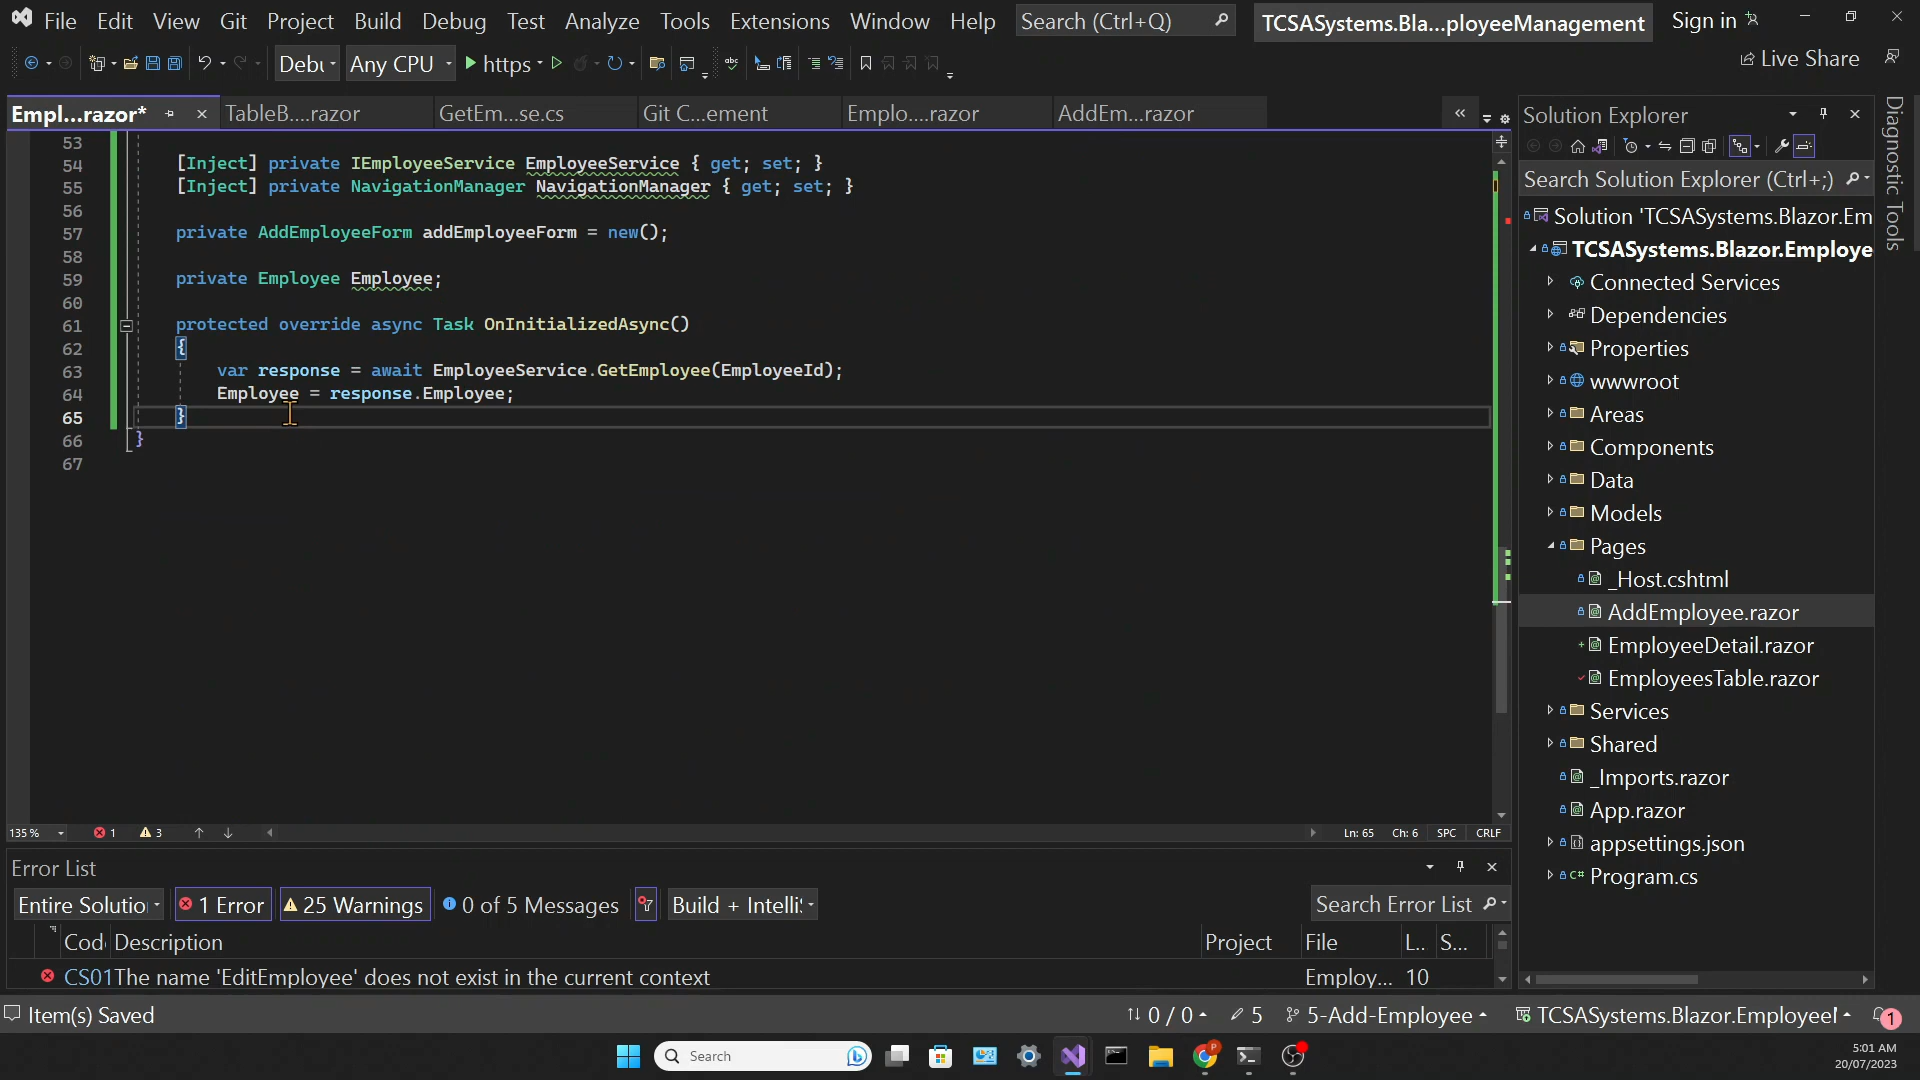 File Edit View Git Project Build Debug Test Analyze Tools Extensions Window Help Search (Ctrl+Q) TCSASystems.Bla...ployeeManagement Sign in
Debu Any CPU https Live Share
Empl...razor* TableB....razor GetEm...se.cs Git C...ement Emplo....razor AddEm...razor
53
54 [Inject] private IEmployeeService EmployeeService { get; set; }
55 [Inject] private NavigationManager NavigationManager { get; set; }
56
57 private AddEmployeeForm addEmployeeForm = new();
58
59 private Employee Employee;
60
61 protected override async Task OnInitializedAsync()
62 {
63 var response = await EmployeeService.GetEmployee(EmployeeId);
64 Employee = response.Employee;
65 }
66 }
67
135 % 1 3 Ln: 65 Ch: 6 SPC CRLF
Solution Explorer
Search Solution Explorer (Ctrl+;)
Solution 'TCSASystems.Blazor.Em
TCSASystems.Blazor.Employe
Connected Services
Dependencies
Properties
wwwroot
Areas
Components
Data
Models
Pages
_Host.cshtml
AddEmployee.razor
EmployeeDetail.razor
EmployeesTable.razor
Services
Shared
_Imports.razor
App.razor
appsettings.json
C# Program.cs
Diagnostic Tools
Error List
Entire Solutio 1 Error 25 Warnings 0 of 5 Messages Build + Intelli Search Error List
Cod Description Project File L.. S...
CS01 The name 'EditEmployee' does not exist in the current context Employ... 10
Item(s) Saved 0 / 0 5 5-Add-Employee TCSASystems.Blazor.Employeel 1
Search 5:01 AM
20/07/2023